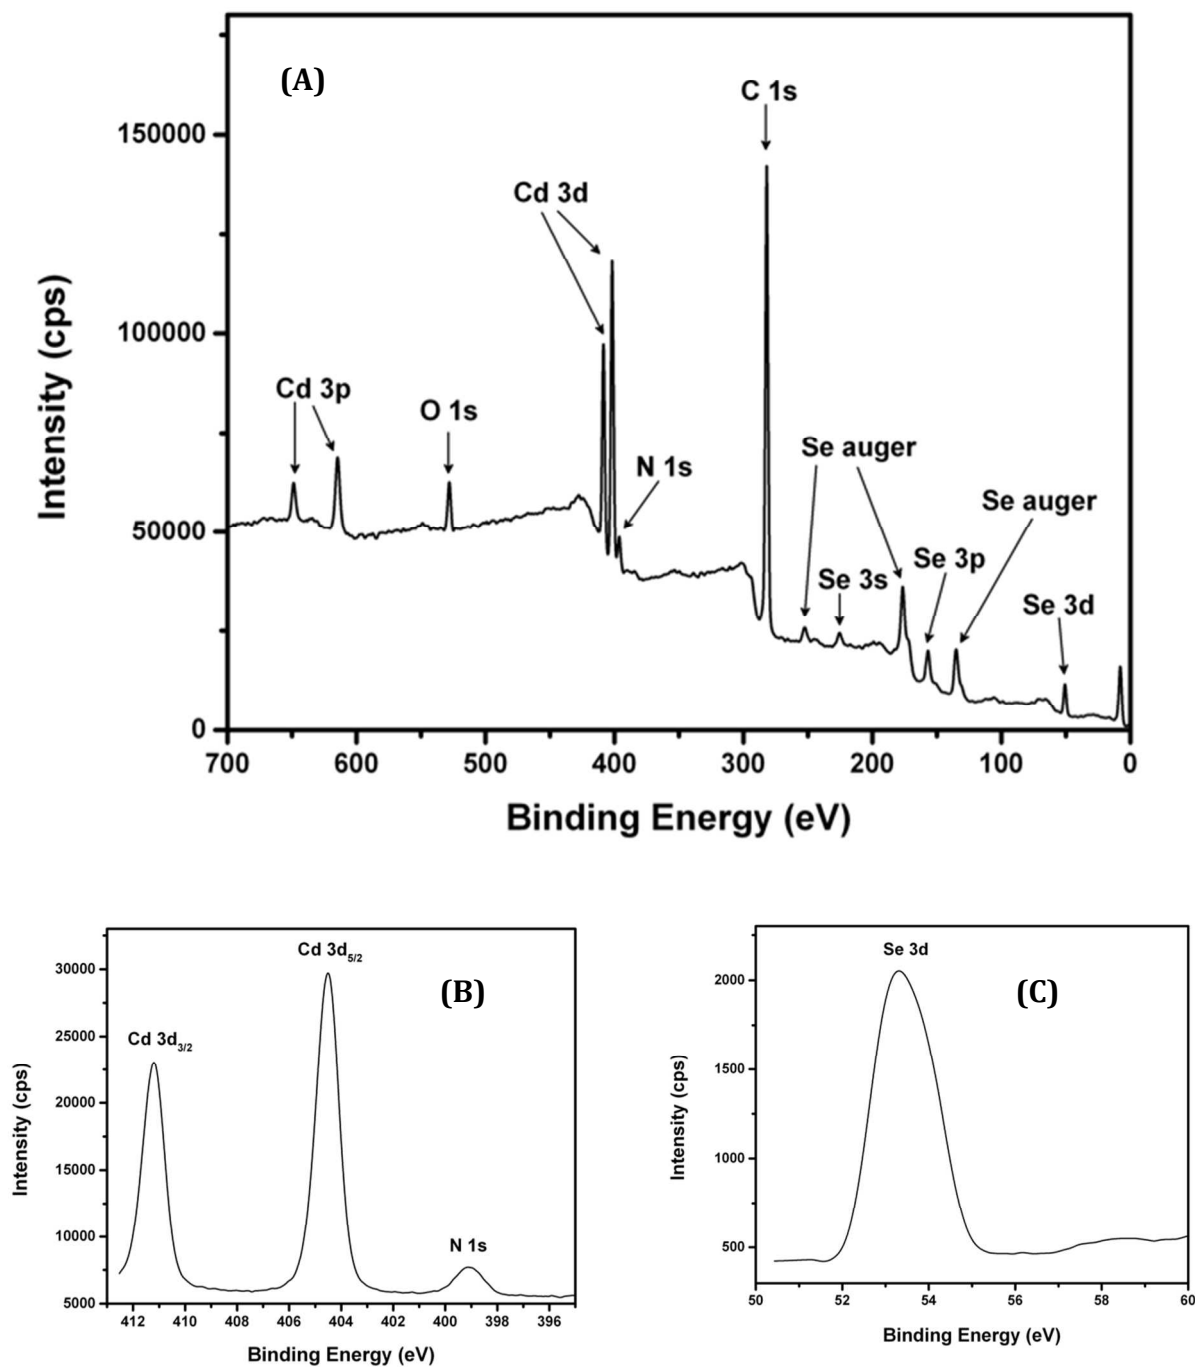 (A)
C 1s
150000
Cd 3d
100000
Cd 3p
O 1s
N 1s
Se auger
Se auger
Se 3p
Se 3s
Se 3d
50000
0
Intensity (cps)
700 600 500 400 300 200 100 0
Binding Energy (eV)
(B)
Cd 3d5/2
Cd 3d3/2
N 1s
30000
25000
20000
15000
10000
5000
Intensity (cps)
412 410 408 406 404 402 400 398 396
Binding Energy (eV)
(C)
Se 3d
2000
1500
1000
500
Intensity (cps)
50 52 54 56 58 60
Binding Energy (eV)